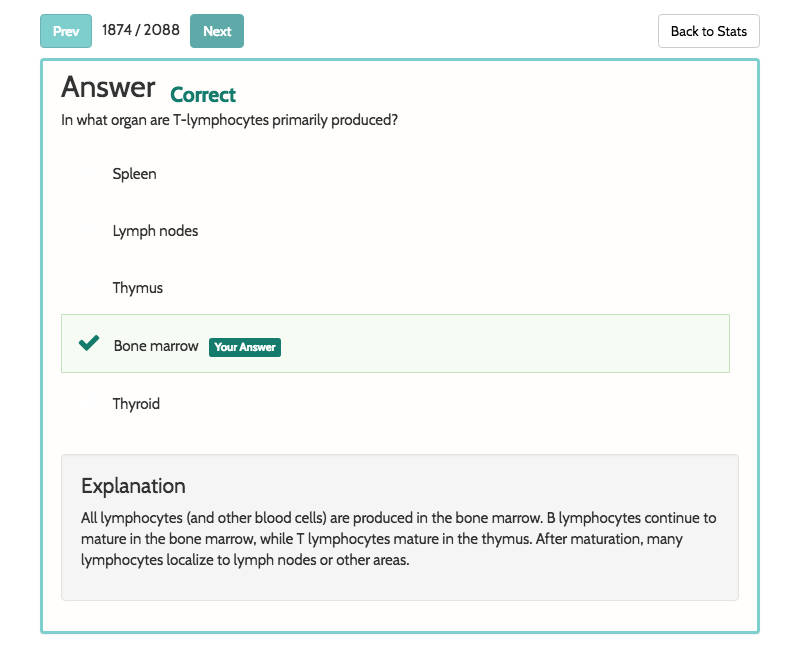 Prev 1874 / 2088 Next Back to Stats
Answer Correct
In what organ are T-lymphocytes primarily produced?
Spleen
Lymph nodes
Thymus
Bone marrow Your Answer
Thyroid
Explanation
All lymphocytes (and other blood cells) are produced in the bone marrow. B lymphocytes continue to
mature in the bone marrow, while T lymphocytes mature in the thymus. After maturation, many
lymphocytes localize to lymph nodes or other areas.